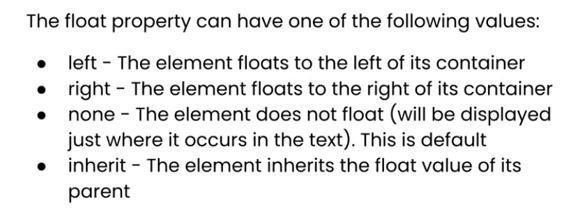 The float property can have one of the following values:
● left - The element floats to the left of its container
● right - The element floats to the right of its container
● none - The element does not float (will be displayed
just where it occurs in the text). This is default
● inherit - The element inherits the float value of its
parent